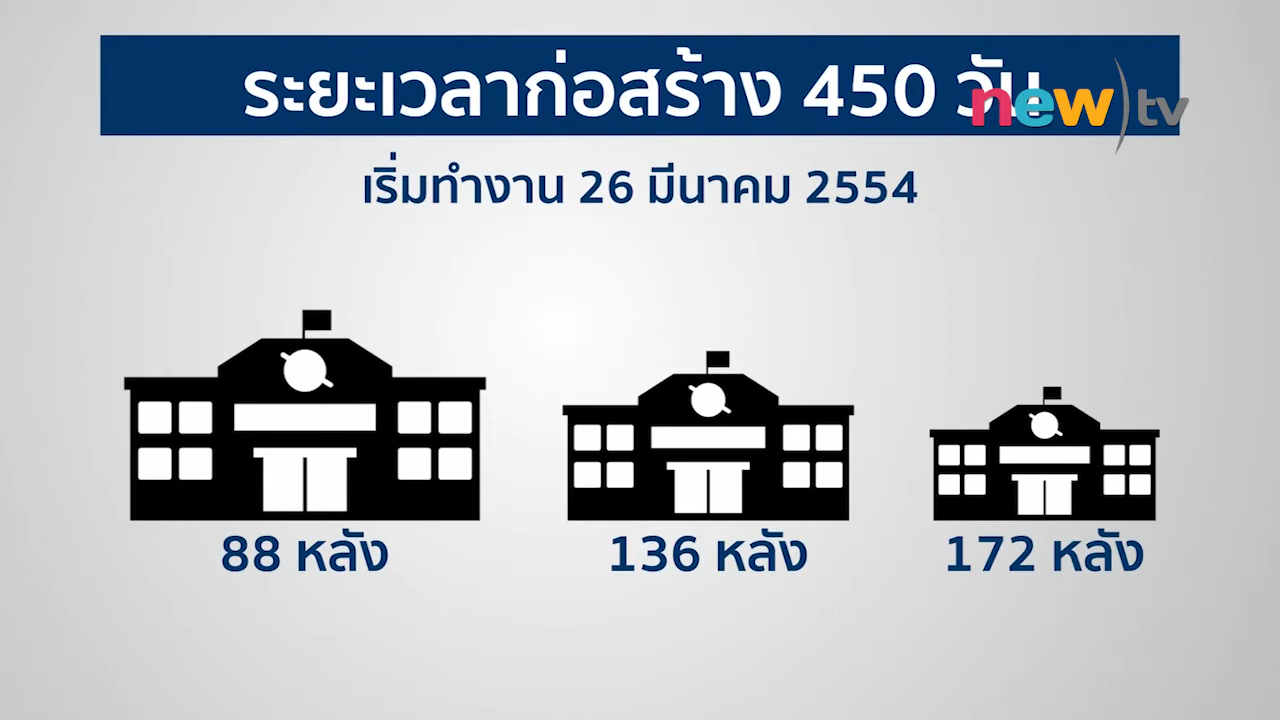 ระยะเวลาก่อสร้าง 450 วัน
new)tv
เริ่มทำงาน 26 มีนาคม 2554
88 หลัง
136 หลัง
172 หลัง